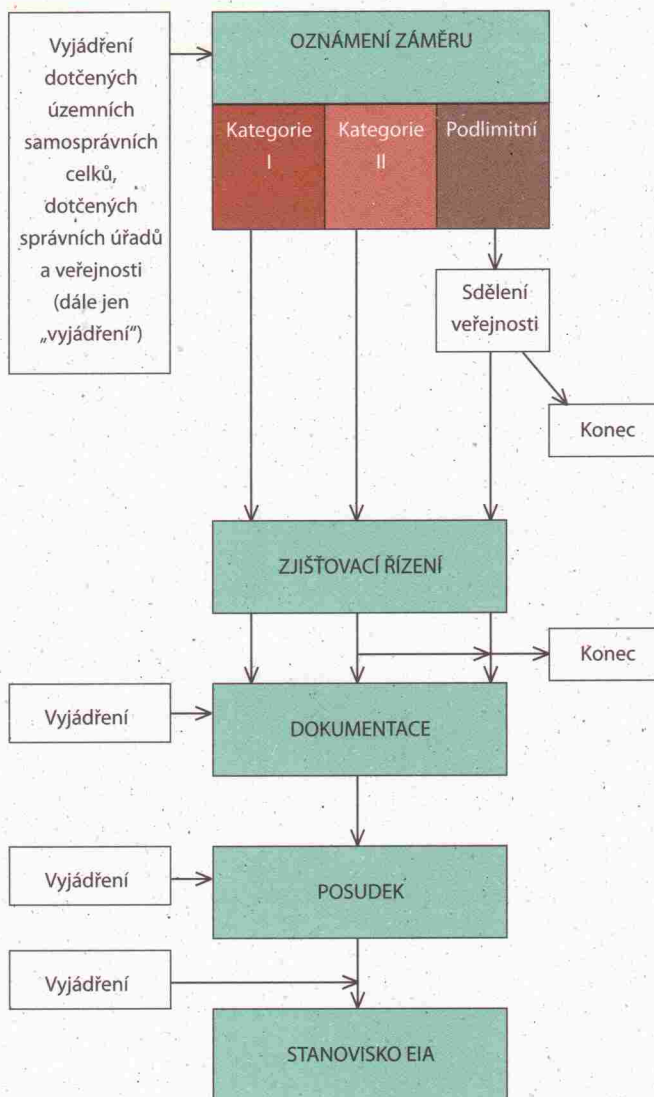 Vyjádření
dotčených
územních
samosprávních
celků,
dotčených
správních úřadů
a veřejnosti
(dále jen
„vyjádření“)
OZNÁMENÍ ZÁMĚRU
Kategorie
I
Kategorie
II
Podlimitní
Sdělení
veřejnosti
Konec
ZJIŠŤOVACÍ ŘÍZENÍ
Konec
Vyjádření
DOKUMENTACE
Vyjádření
POSUDEK
Vyjádření
STANOVISKO EIA